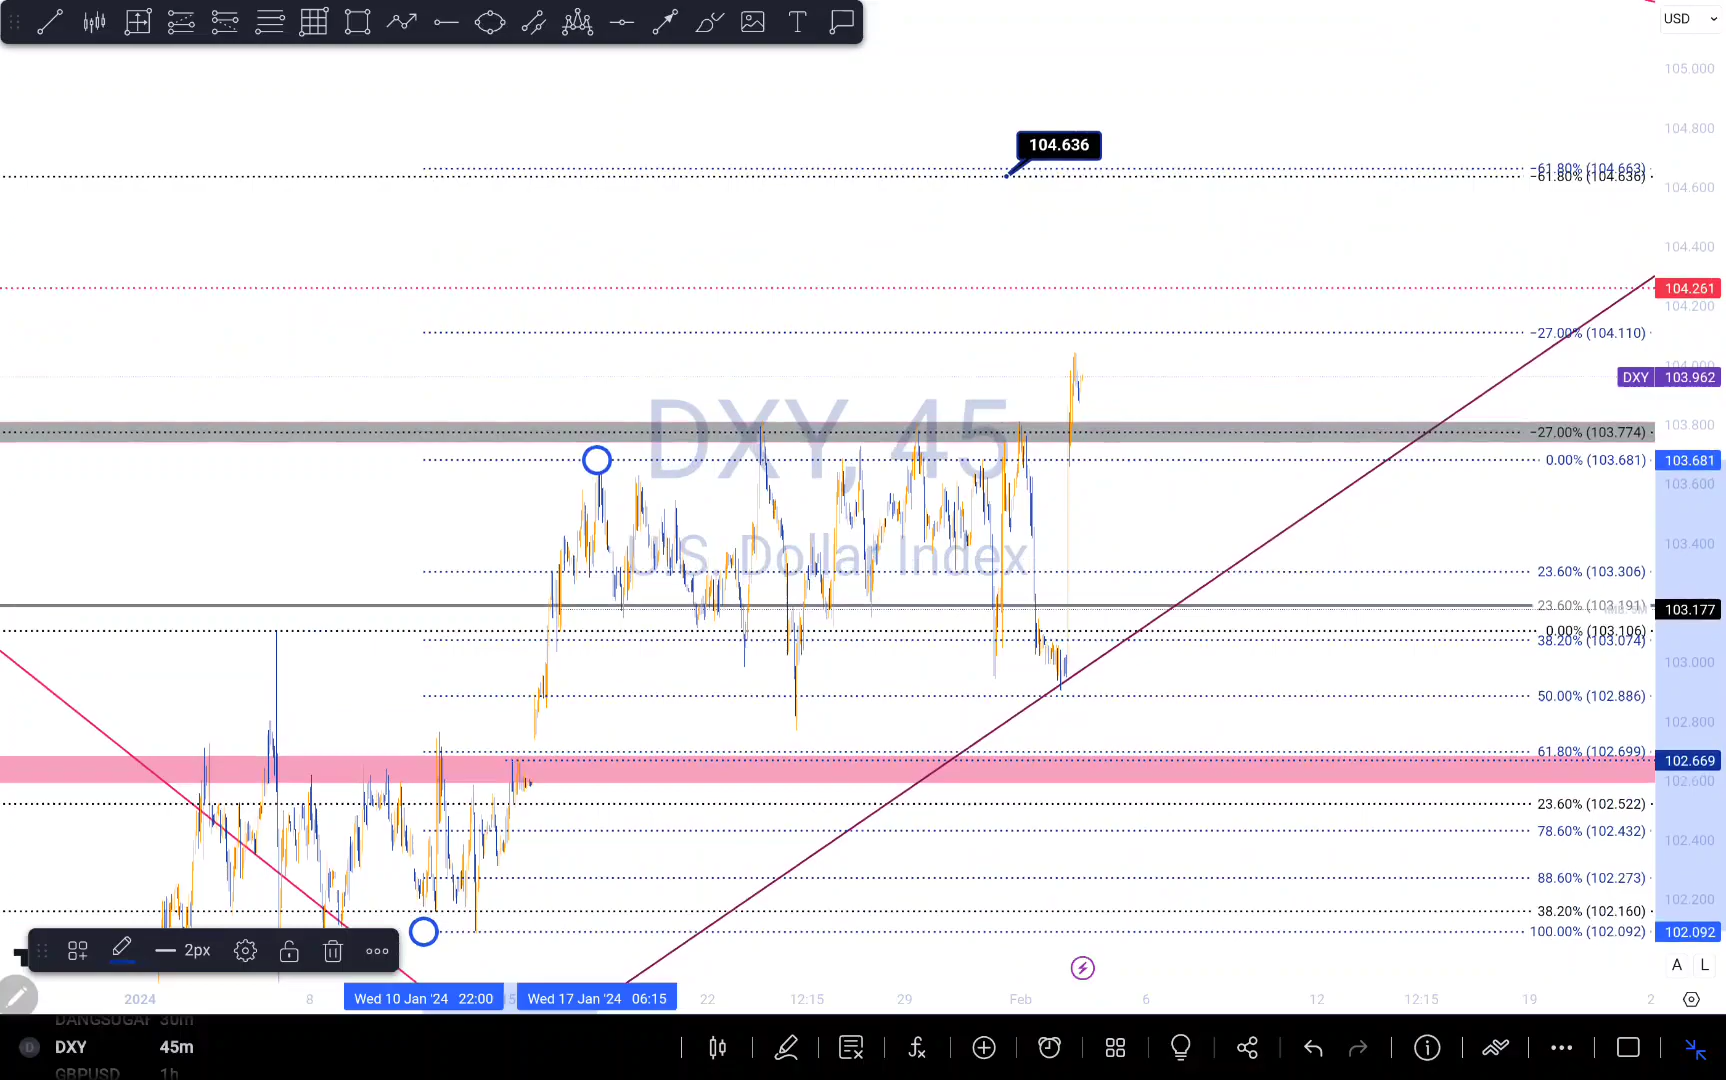 USD
105.000
104.800
104.636
−61.80% (104.663)
−61.80% (104.636)
104.600
104.400
104.261
104.200
−27.00% (104.110)
104.000
DXY 103.962
DXY, 45
U.S. Dollar Index
103.800
−27.00% (103.774)
0.00% (103.681) 103.681
103.600
103.400
23.60% (103.306)
23.60% (103.191)
103.177
0.00% (103.106)
38.20% (103.074)
103.000
50.00% (102.886)
102.800
61.80% (102.699)
102.669
102.600
23.60% (102.522)
78.60% (102.432)
102.400
88.60% (102.273)
102.200
38.20% (102.160)
100.00% (102.092) 102.092
2px
A L
2024 8 Wed 10 Jan '24 22:00 Wed 17 Jan '24 06:15 22 12:15 29 Feb 6 12 12:15 19 2
DANGSUGAR 30m
D DXY 45m
GBPUSD 1h